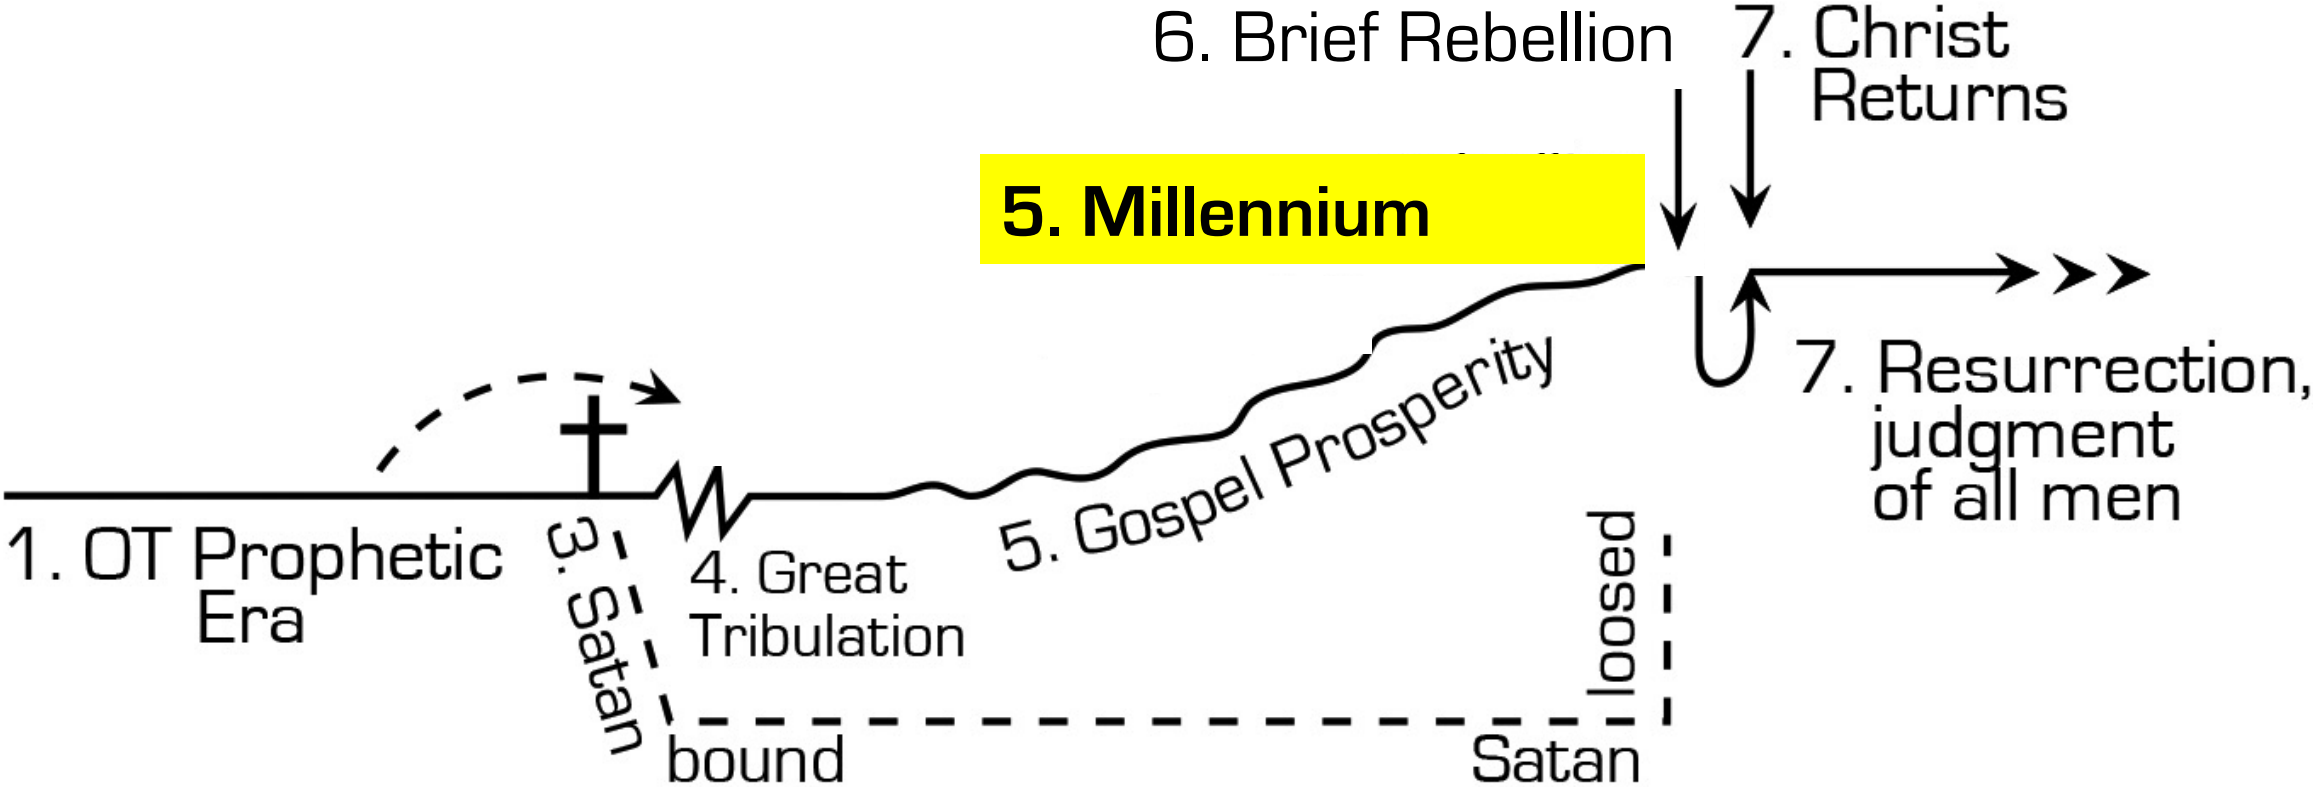 6. Brief Rebellion
7. Christ
Returns
5. Millennium
5. Gospel Prosperity
7. Resurrection,
judgment
of all men
1. OT Prophetic
Era
3. Satan
bound
4. Great
Tribulation
Satan
loosed